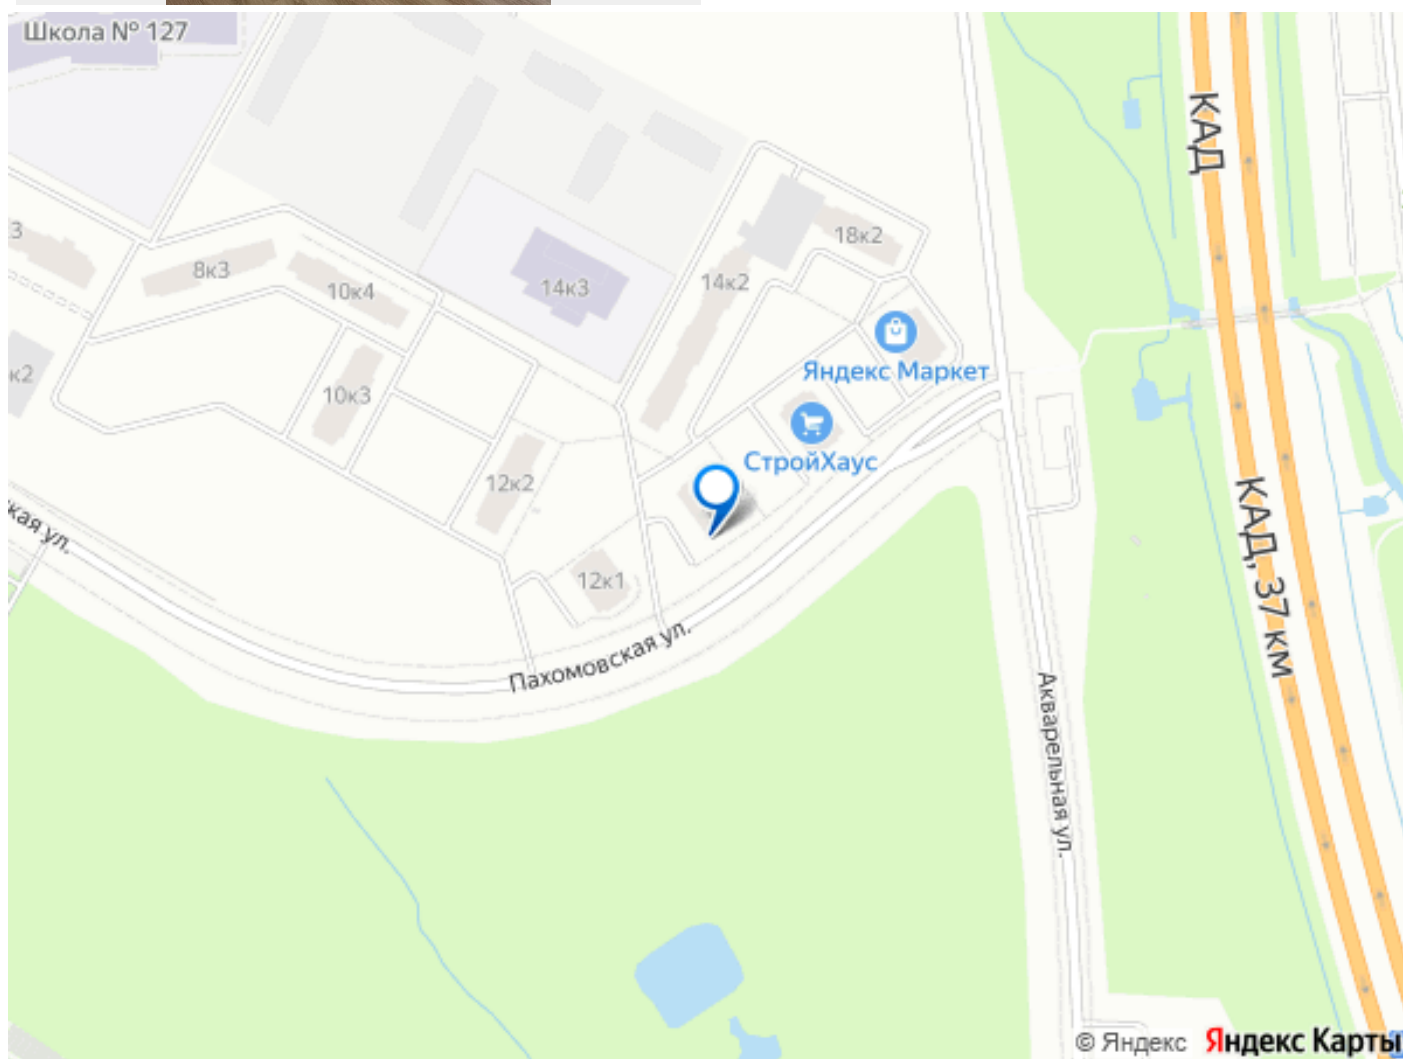 Школа № 127
КАД
18к2
3
8к3
10к4
14к3
14к2
Яндекс Маркет
к2
10к3
СтройХаус
12к2
кая ул.
КАД, 37 км
12к1
Пахомовская ул.
Акварельная ул.
© Яндекс Яндекс Карты